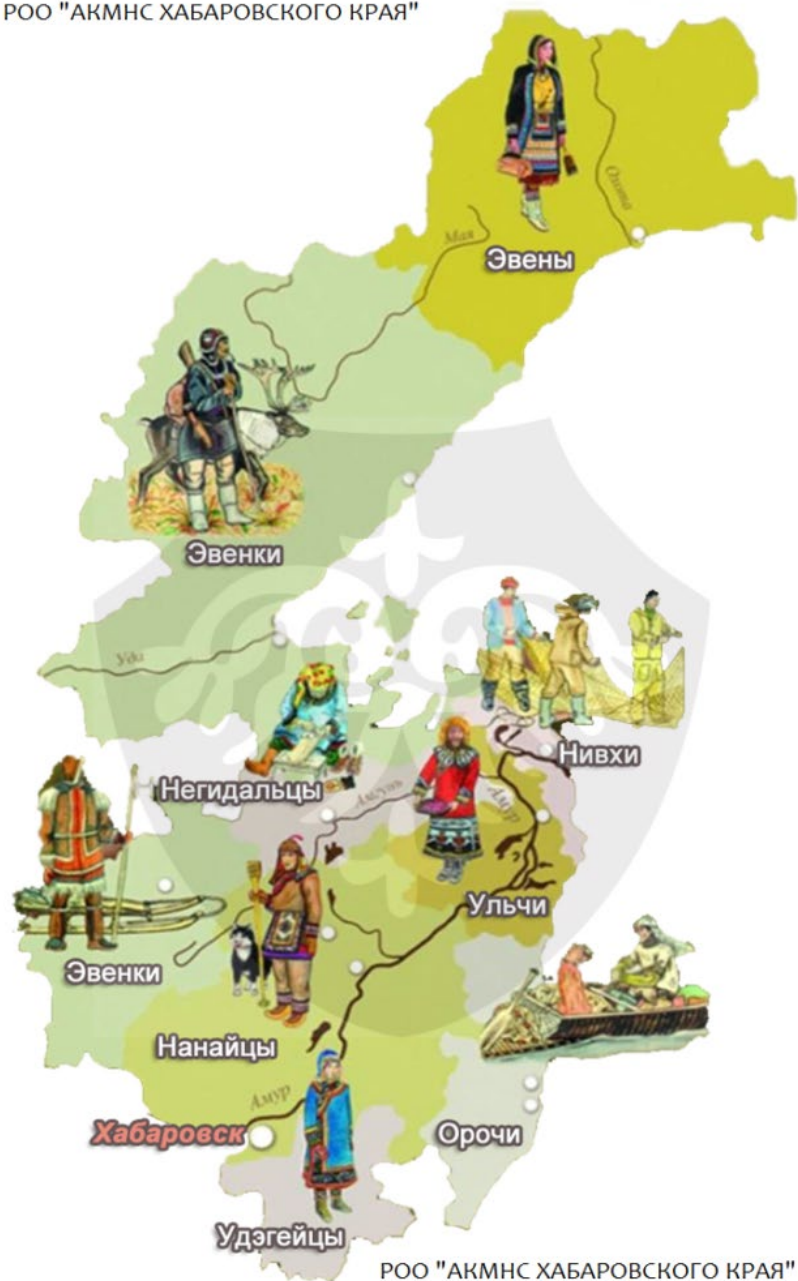 РОО "АКМНС ХАБАРОВСКОГО КРАЯ"
Охота
Мая
Эвены
Эвенки
Уда
Нивхи
Негидальцы
Амгунь
Амур
Ульчи
Эвенки
Нанайцы
Амур
Хабаровск
Орочи
Удэгейцы
РОО "АКМНС ХАБАРОВСКОГО КРАЯ"